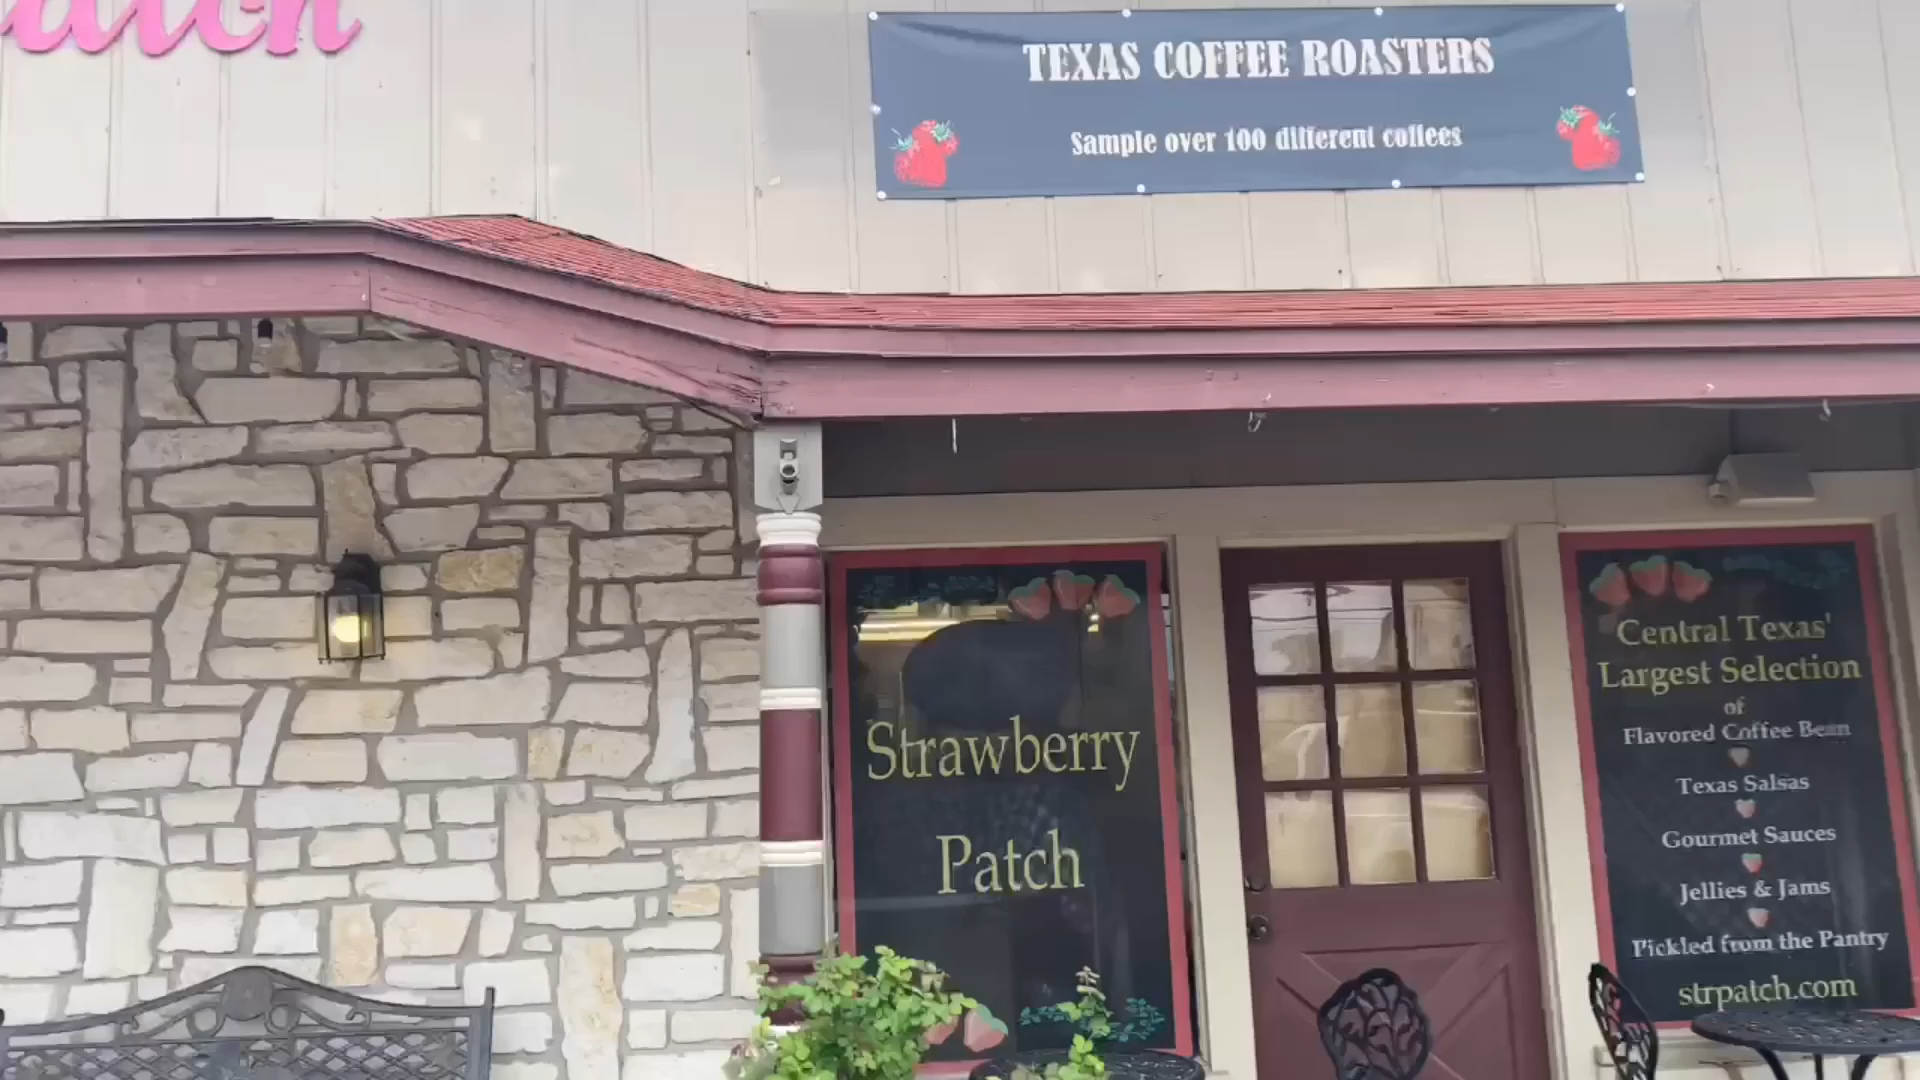 TEXAS COFFEE ROASTERS
Sample over 100 different coffees
Strawberry
Patch
Central Texas'
Largest Selection
of
Flavored Coffee Bean
Texas Salsas
Gourmet Sauces
Jellies & Jams
Pickled from the Pantry
strpatch.com